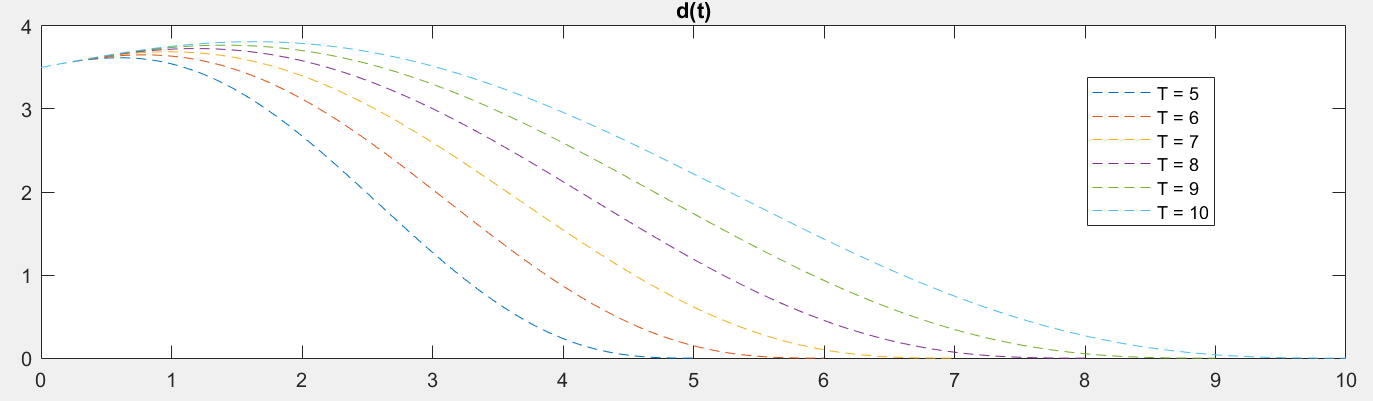 d(t)
4
3
2
1
0
T = 5
T = 6
T = 7
T = 8
T = 9
T = 10
0 1 2 3 4 5 6 7 8 9 10